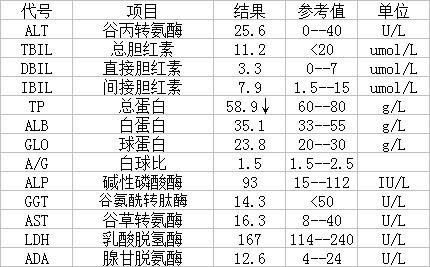 代号 项目 结果 参考值 单位
ALT 谷丙转氨酶 25.6 0--40 U/L
TBIL 总胆红素 11.2 <20 umol/L
DBIL 直接胆红素 3.3 0--7 umol/L
IBIL 间接胆红素 7.9 1.5--15 umol/L
TP 总蛋白 58.9↓ 60--80 g/L
ALB 白蛋白 35.1 33--55 g/L
GLO 球蛋白 23.8 20--30 g/L
A/G 白球比 1.5 1.5--2.5
ALP 碱性磷酸酶 93 15--112 IU/L
GGT 谷氨酰转肽酶 14.3 <50 U/L
AST 谷草转氨酶 16.3 8--40 U/L
LDH 乳酸脱氢酶 167 114--240 U/L
ADA 腺甘脱氨酶 12.6 4--24 U/L